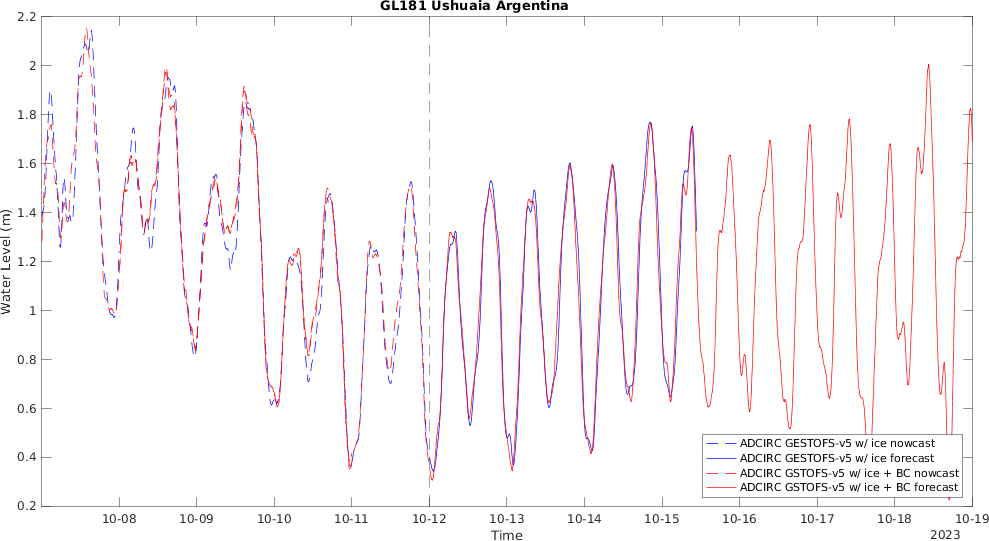 GL181 Ushuaia Argentina
2.2
2
1.8
1.6
1.4
1.2
1
0.8
0.6
0.4
0.2
Water Level (m)
ADCIRC GESTOFS-v5 w/ ice nowcast
ADCIRC GESTOFS-v5 w/ ice forecast
ADCIRC GSTOFS-v5 w/ ice + BC nowcast
ADCIRC GSTOFS-v5 w/ ice + BC forecast
10-08 10-09 10-10 10-11 10-12 10-13 10-14 10-15 10-16 10-17 10-18 10-19
Time
2023